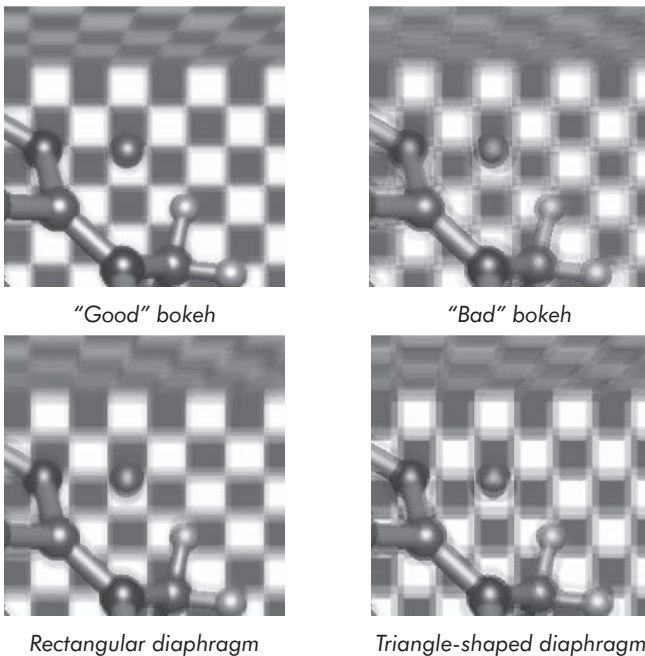 “Good” bokeh
“Bad” bokeh
Rectangular diaphragm
Triangle-shaped diaphragm